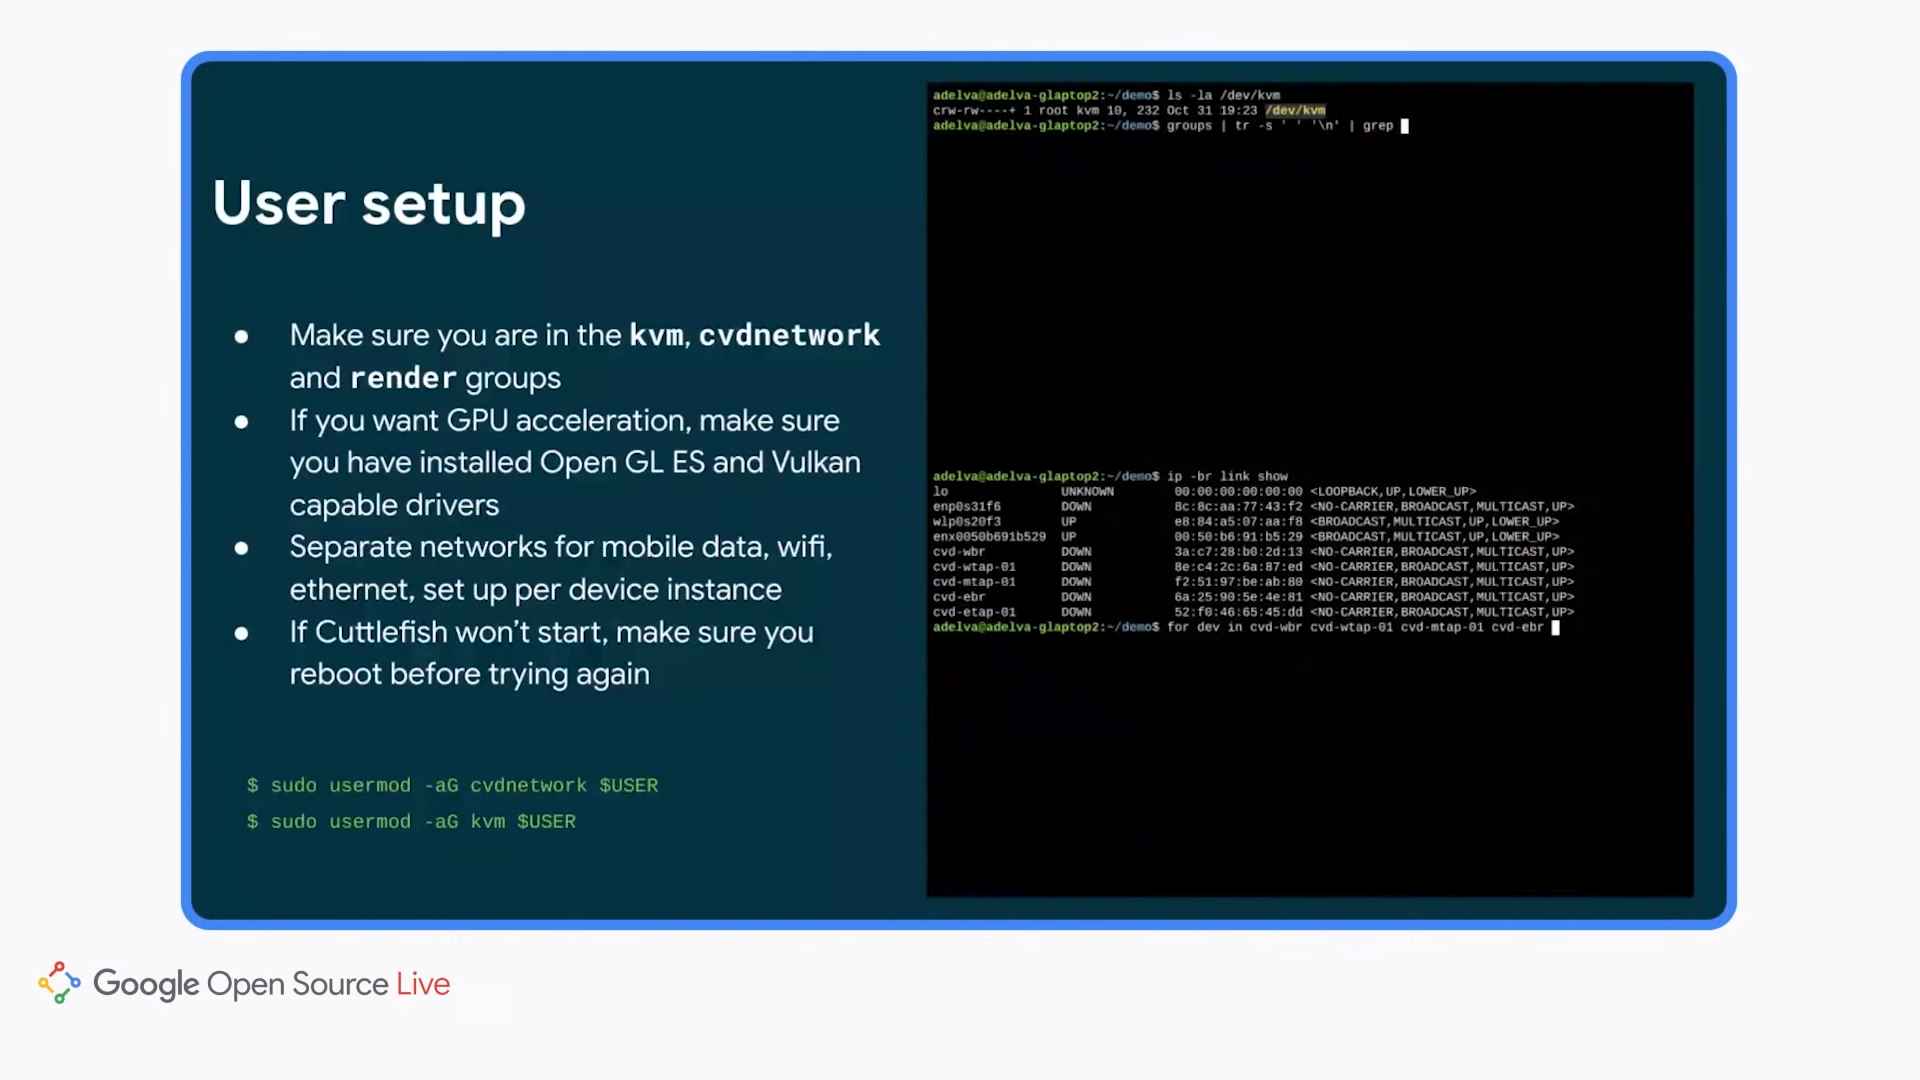 User setup
● Make sure you are in the kvm, cvdnetwork
and render groups
● If you want GPU acceleration, make sure
you have installed Open GL ES and Vulkan
capable drivers
● Separate networks for mobile data, wifi,
ethernet, set up per device instance
● If Cuttlefish won't start, make sure you
reboot before trying again
$ sudo usermod -aG cvdnetwork $USER
$ sudo usermod -aG kvm $USER
adelva@adelva-glaptop2:~/demo$ ls -la /dev/kvm
crw-rw----+ 1 root kvm 10, 232 Oct 31 19:23 /dev/kvm
adelva@adelva-glaptop2:~/demo$ groups | tr -s ' ' '\n' | grep
adelva@adelva-glaptop2:~/demo$ ip -br link show
lo UNKNOWN 00:00:00:00:00:00 <LOOPBACK,UP,LOWER_UP>
enp0s31f6 DOWN 8c:8c:aa:77:43:f2 <NO-CARRIER,BROADCAST,MULTICAST,UP>
wlp0s20f3 UP e8:84:a5:07:aa:f8 <BROADCAST,MULTICAST,UP,LOWER_UP>
enx0050b691b529 UP 00:50:b6:91:b5:29 <BROADCAST,MULTICAST,UP,LOWER_UP>
cvd-wbr DOWN 3a:c7:28:b0:2d:13 <NO-CARRIER,BROADCAST,MULTICAST,UP>
cvd-wtap-01 DOWN 8e:c4:2c:6a:87:ed <NO-CARRIER,BROADCAST,MULTICAST,UP>
cvd-mtap-01 DOWN f2:51:97:be:ab:80 <NO-CARRIER,BROADCAST,MULTICAST,UP>
cvd-ebr DOWN 6a:25:90:5e:4e:81 <NO-CARRIER,BROADCAST,MULTICAST,UP>
cvd-etap-01 DOWN 52:f0:46:65:45:dd <NO-CARRIER,BROADCAST,MULTICAST,UP>
adelva@adelva-glaptop2:~/demo$ for dev in cvd-wbr cvd-wtap-01 cvd-mtap-01 cvd-ebr
Google Open Source Live